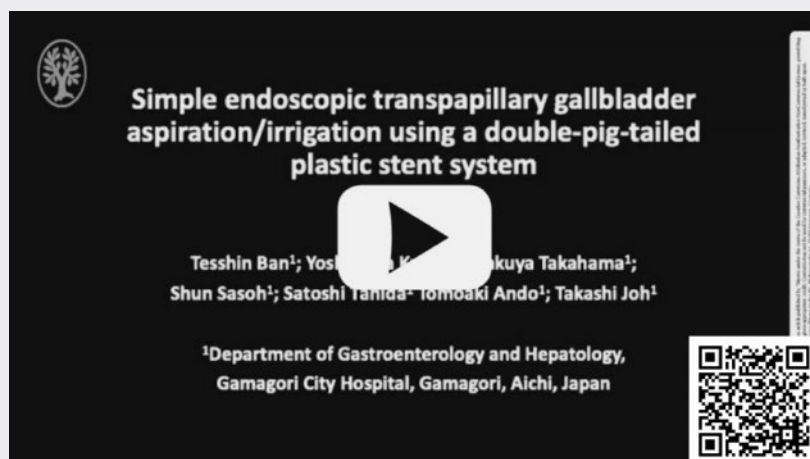 Simple endoscopic transpapillary gallbladder
aspiration/irrigation using a double-pig-tailed
plastic stent system
Tesshin Ban¹; Takahama¹;
Shun Sasoh¹; Satoshi Tanida¹ Tomoaki Ando¹; Takashi Joh¹
¹Department of Gastroenterology and Hepatology,
Gamagori City Hospital, Gamagori, Aichi, Japan